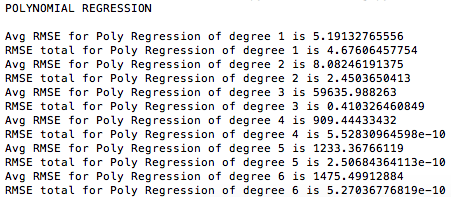 POLYNOMIAL REGRESSION
Avg RMSE for Poly Regression of degree 1 is 5.19132765556
RMSE total for Poly Regression of degree 1 is 4.67606457754
Avg RMSE for Poly Regression of degree 2 is 8.08246191375
RMSE total for Poly Regression of degree 2 is 2.4503650413
Avg RMSE for Poly Regression of degree 3 is 59635.988263
RMSE total for Poly Regression of degree 3 is 0.410326460849
Avg RMSE for Poly Regression of degree 4 is 909.44433432
RMSE total for Poly Regression of degree 4 is 5.52830964598e-10
Avg RMSE for Poly Regression of degree 5 is 1233.36766119
RMSE total for Poly Regression of degree 5 is 2.50684364113e-10
Avg RMSE for Poly Regression of degree 6 is 1475.49912884
RMSE total for Poly Regression of degree 6 is 5.27036776819e-10